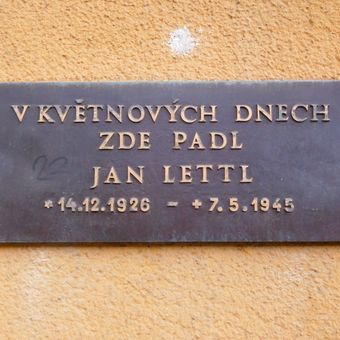 V KVĚTNOVÝCH DNECH
ZDE PADL
JAN LETTL
*14.12.1926 – +7.5.1945